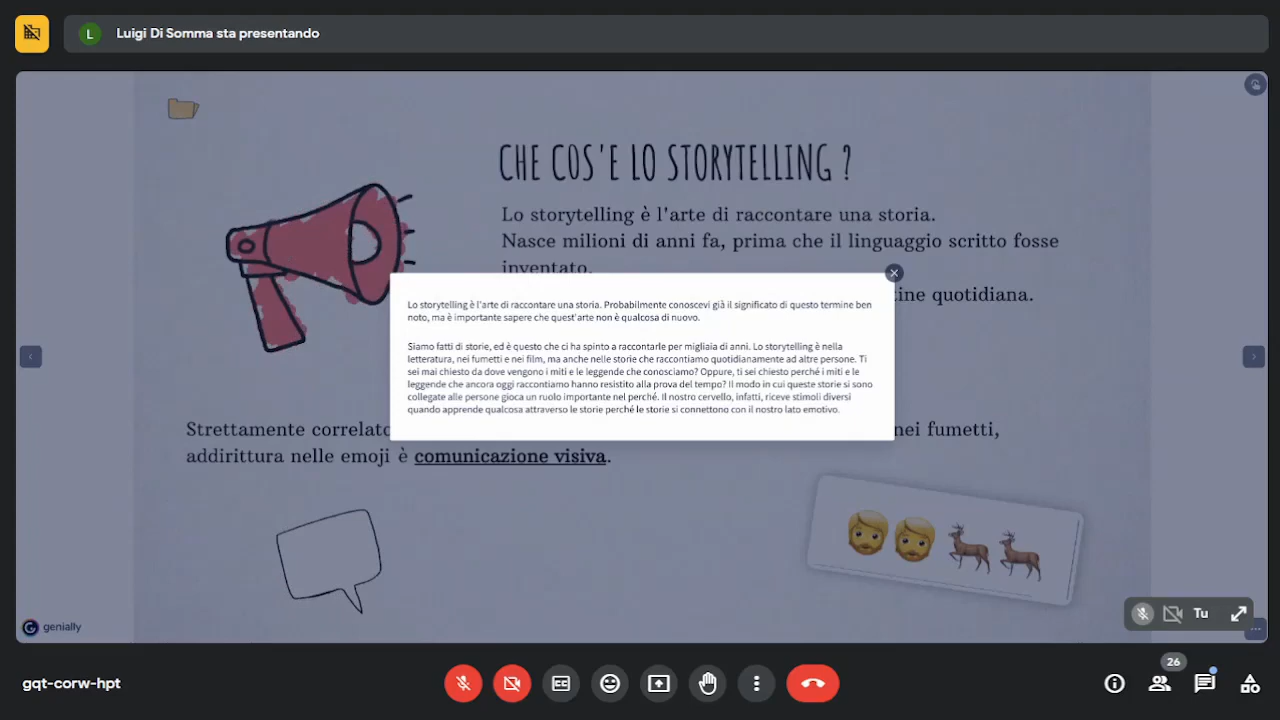 L Luigi Di Somma sta presentando
CHE COS'E LO STORYTELLING ?
Lo storytelling è l'arte di raccontare una storia.
Nasce milioni di anni fa, prima che il linguaggio scritto fosse
inventato.
tine quotidiana.
Lo storytelling è l'arte di raccontare una storia. Probabilmente conoscevi già il significato di questo termine ben
noto, ma è importante sapere che quest'arte non è qualcosa di nuovo.
Siamo fatti di storie, ed è questo che ci ha spinto a raccontarle per migliaia di anni. Lo storytelling è nella
letteratura, nei fumetti e nei film, ma anche nelle storie che raccontiamo quotidianamente ad altre persone. Ti
sei mai chiesto da dove vengono i miti e le leggende che conosciamo? Oppure, ti sei chiesto perché i miti e le
leggende che ancora oggi raccontiamo hanno resistito alla prova del tempo? Il modo in cui queste storie si sono
collegate alle persone gioca un ruolo importante nel perché. Il nostro cervello, infatti, riceve stimoli diversi
quando apprende qualcosa attraverso le storie perché le storie si connettono con il nostro lato emotivo.
Strettamente correlato nei fumetti,
addirittura nelle emoji è comunicazione visiva.
genially
Tu
gqt-corw-hpt
26